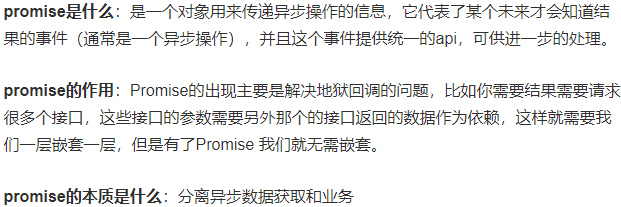 promise是什么：是一个对象用来传递异步操作的信息，它代表了某个未来才会知道结
果的事件（通常是一个异步操作），并且这个事件提供统一的api，可供进一步的处理。
promise的作用：Promise的出现主要是解决地狱回调的问题，比如你需要结果需要请求
很多个接口，这些接口的参数需要另外那个的接口返回的数据作为依赖，这样就需要我
们一层嵌套一层，但是有了Promise 我们就无需嵌套。
promise的本质是什么：分离异步数据获取和业务